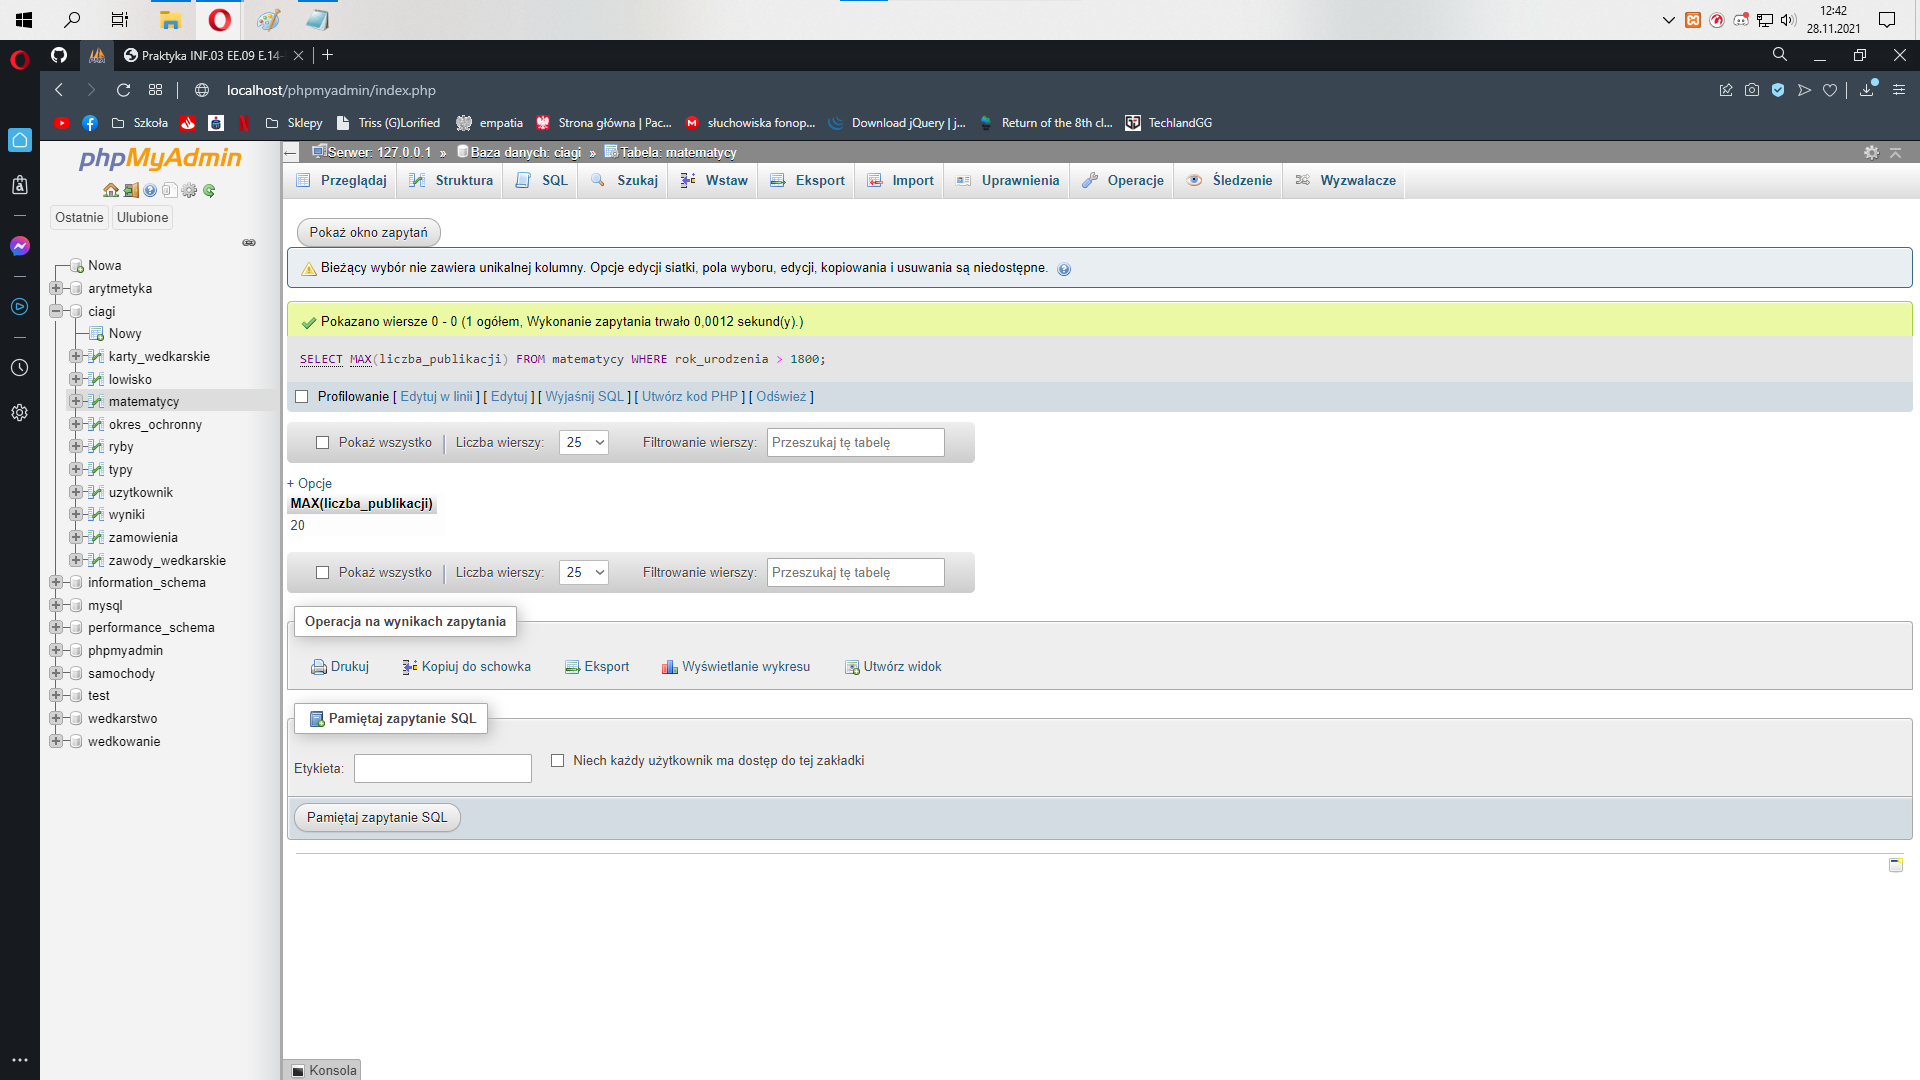 12:42
28.11.2021
Praktyka INF.03 EE.09 E.14-
localhost/phpmyadmin/index.php
Szkoła
Sklepy
Triss (G)Lorified
empatia
Strona główna | Pac...
słuchowiska fonop...
Download jQuery | j...
Return of the 8th cl...
TechlandGG
phpMyAdmin
Ostatnie
Ulubione
Nowa
arytmetyka
ciagi
Nowy
karty_wedkarskie
lowisko
matematycy
okres_ochronny
ryby
typy
uzytkownik
wyniki
zamowienia
zawody_wedkarskie
information_schema
mysql
performance_schema
phpmyadmin
samochody
test
wedkarstwo
wedkowanie
Serwer: 127.0.0.1 » Baza danych: ciagi » Tabela: matematycy
Przeglądaj
Struktura
SQL
Szukaj
Wstaw
Eksport
Import
Uprawnienia
Operacje
Śledzenie
Wyzwalacze
Pokaż okno zapytań
Bieżący wybór nie zawiera unikalnej kolumny. Opcje edycji siatki, pola wyboru, edycji, kopiowania i usuwania są niedostępne.
Pokazano wiersze 0 - 0 (1 ogółem, Wykonanie zapytania trwało 0,0012 sekund(y).)
SELECT MAX(liczba_publikacji) FROM matematycy WHERE rok_urodzenia > 1800;
Profilowanie [ Edytuj w linii ] [ Edytuj ] [ Wyjaśnij SQL ] [ Utwórz kod PHP ] [ Odśwież ]
Pokaż wszystko | Liczba wierszy: 25 Filtrowanie wierszy: Przeszukaj tę tabelę
+ Opcje
MAX(liczba_publikacji)
20
Pokaż wszystko | Liczba wierszy: 25 Filtrowanie wierszy: Przeszukaj tę tabelę
Operacja na wynikach zapytania
Drukuj
Kopiuj do schowka
Eksport
Wyświetlanie wykresu
Utwórz widok
Pamiętaj zapytanie SQL
Etykieta:
Niech każdy użytkownik ma dostęp do tej zakładki
Pamiętaj zapytanie SQL
Konsola